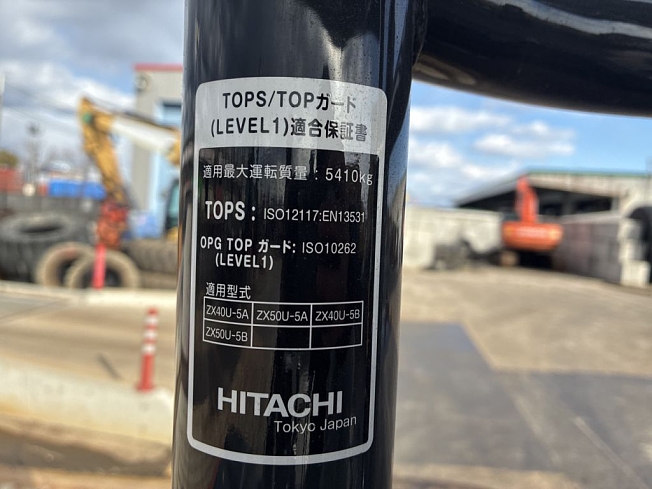 TOPS/TOPガード
(LEVEL1)適合保証書
適用最大運転質量：5410kg
TOPS：ISO12117:EN13531
OPG TOP ガード：ISO10262
(LEVEL1)
適用型式
ZX40U-5A ZX50U-5A ZX40U-5B
ZX50U-5B
HITACHI
Tokyo Japan